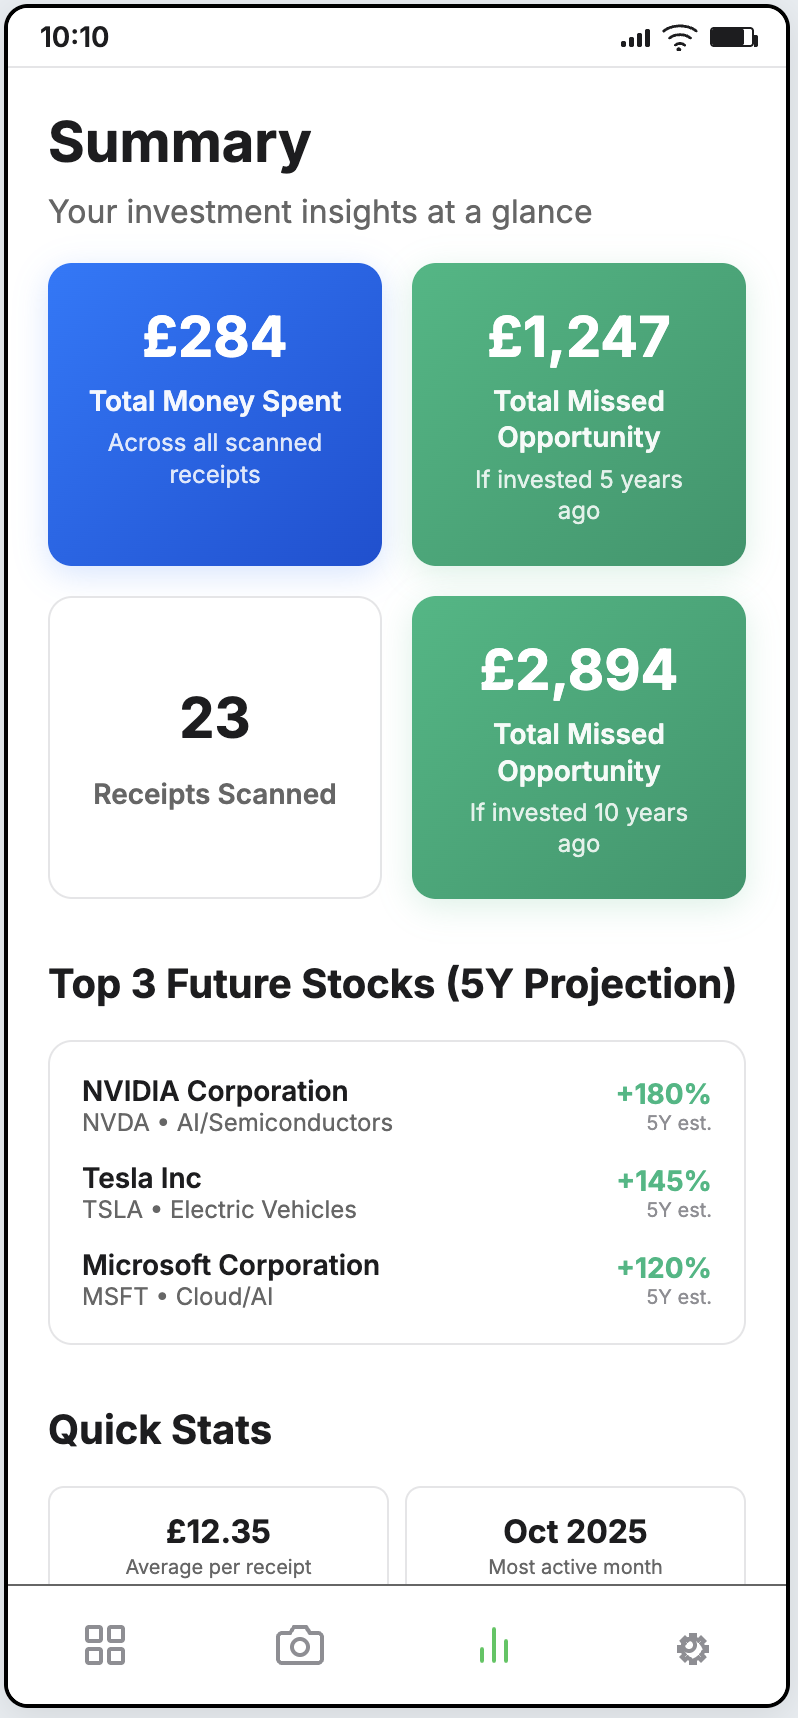 10:10
Summary
Your investment insights at a glance
£284
Total Money Spent
Across all scanned
receipts
£1,247
Total Missed
Opportunity
If invested 5 years
ago
23
Receipts Scanned
£2,894
Total Missed
Opportunity
If invested 10 years
ago
Top 3 Future Stocks (5Y Projection)
NVIDIA Corporation
NVDA • AI/Semiconductors
+180%
5Y est.
Tesla Inc
TSLA • Electric Vehicles
+145%
5Y est.
Microsoft Corporation
MSFT • Cloud/AI
+120%
5Y est.
Quick Stats
£12.35
Average per receipt
Oct 2025
Most active month